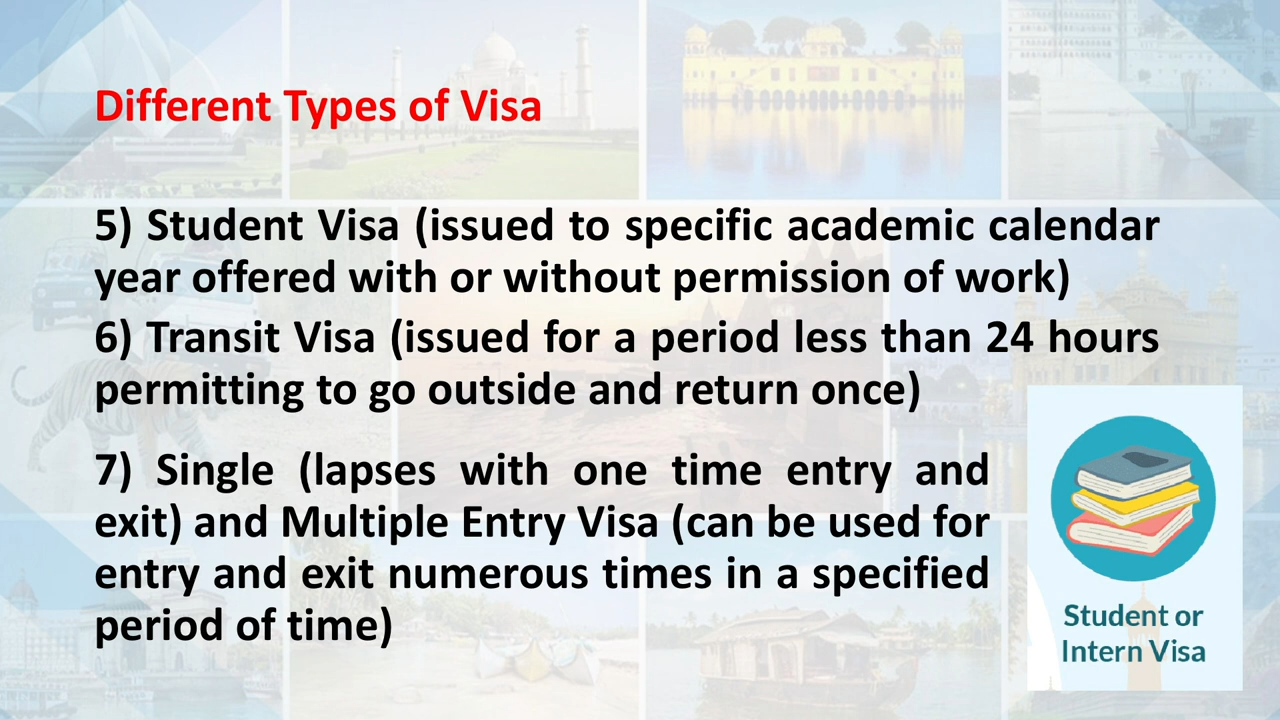 Different Types of Visa
5) Student Visa (issued to specific academic calendar
year offered with or without permission of work)
6) Transit Visa (issued for a period less than 24 hours
permitting to go outside and return once)
7) Single (lapses with one time entry and
exit) and Multiple Entry Visa (can be used for
entry and exit numerous times in a specified
period of time)
Student or
Intern Visa